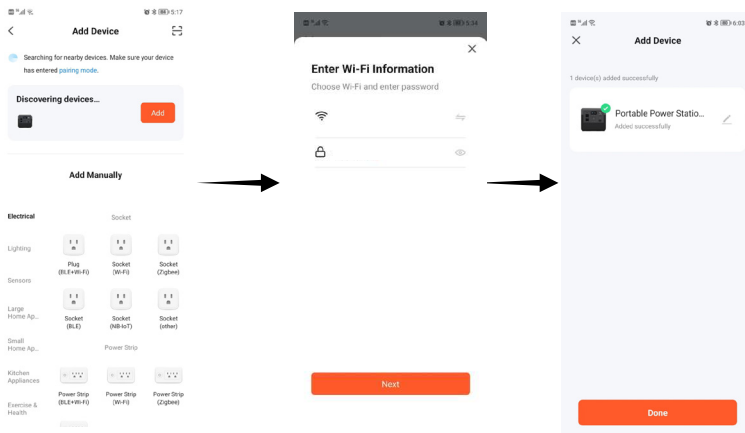 5:17
Add Device
Searching for nearby devices. Make sure your device
has entered pairing mode.
Discovering devices...
Add
Add Manually
Electrical
Socket
Lighting
Plug
(BLE+Wi-Fi)
Socket
(Wi-Fi)
Socket
(Zigbee)
Sensors
Large
Home Ap...
Socket
(BLE)
Socket
(NB-IoT)
Socket
(other)
Small
Home Ap...
Power Strip
Kitchen
Appliances
Power Strip
(BLE+Wi-Fi)
Power Strip
(Wi-Fi)
Power Strip
(Zigbee)
Exercise &
Health
5:34
Enter Wi-Fi Information
Choose Wi-Fi and enter password
Next
6:03
Add Device
1 device(s) added successfully
Portable Power Statio...
Added successfully
Done